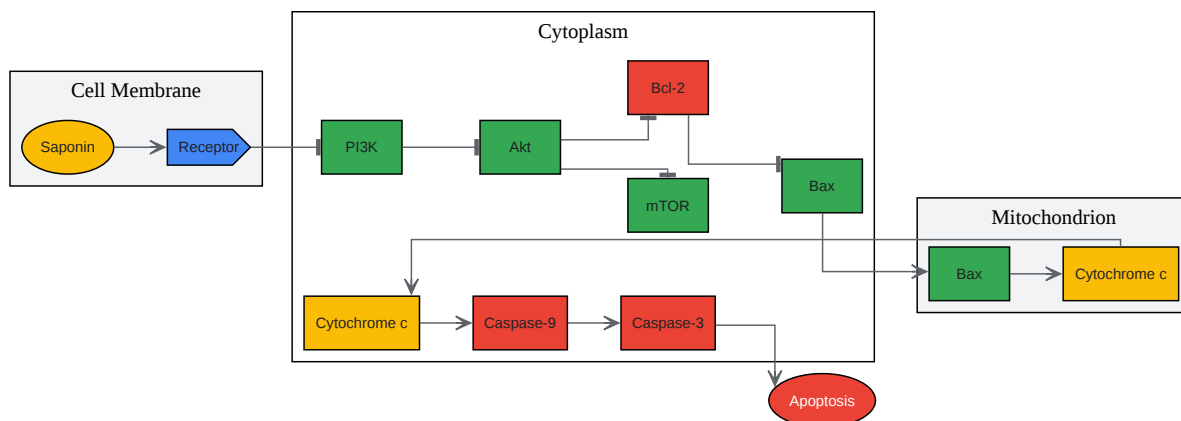 Cytoplasm
Cell Membrane
Bcl-2
Saponin
Receptor
PI3K
Akt
Bax
mTOR
Mitochondrion
Bax
Cytochrome c
Cytochrome c
Caspase-9
Caspase-3
Apoptosis